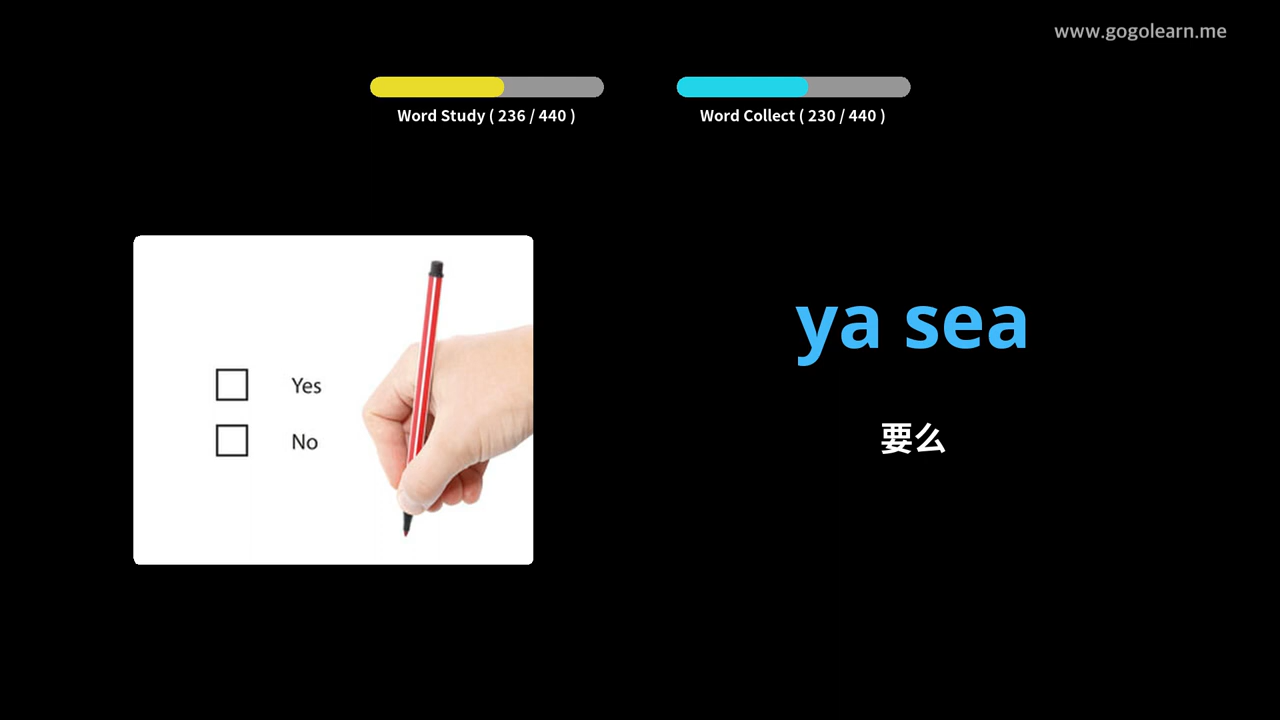 www.gogolearn.me
Word Study ( 236 / 440 )
Word Collect ( 230 / 440 )
Yes
No
ya sea
要么